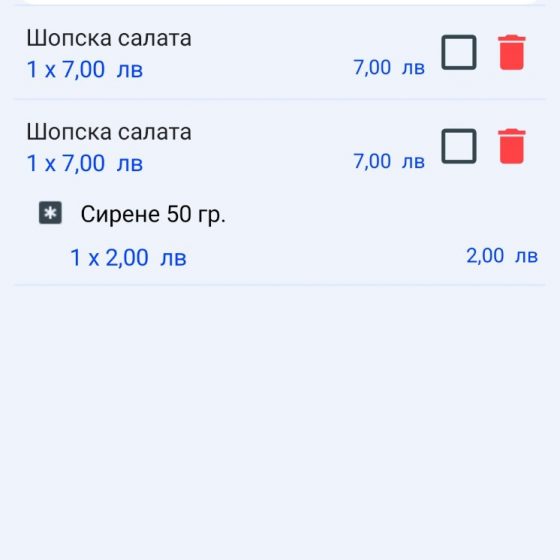 Шопска салата
1 x 7,00 лв 7,00 лв
Шопска салата
1 x 7,00 лв 7,00 лв
Сирене 50 гр.
1 x 2,00 лв 2,00 лв